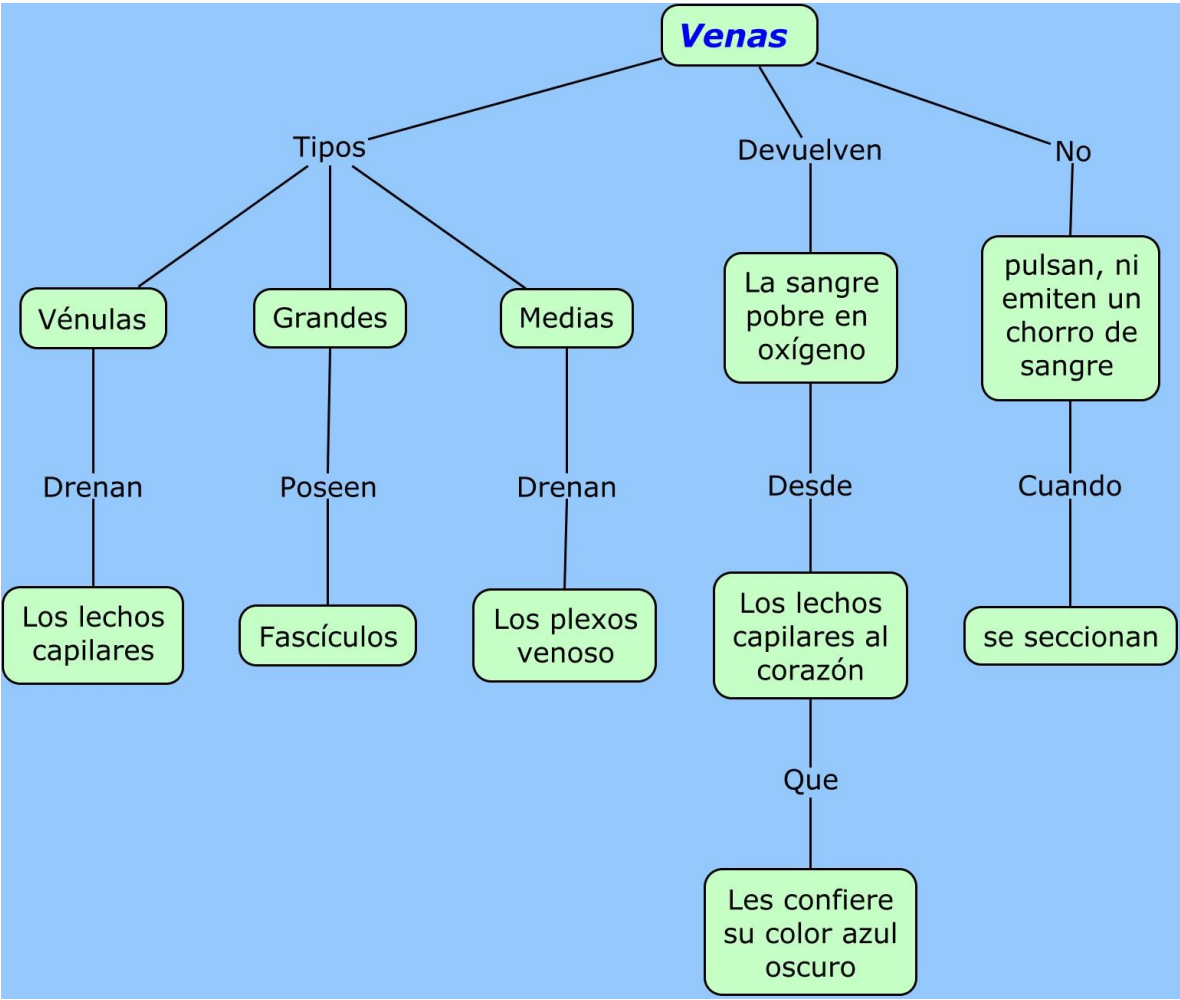 Venas
Tipos
Devuelven
No
Vénulas
Grandes
Medias
La sangre
pobre en
oxígeno
pulsan, ni
emiten un
chorro de
sangre
Drenan
Poseen
Drenan
Desde
Cuando
Los lechos
capilares
Fascículos
Los plexos
venoso
Los lechos
capilares al
corazón
se seccionan
Que
Les confiere
su color azul
oscuro